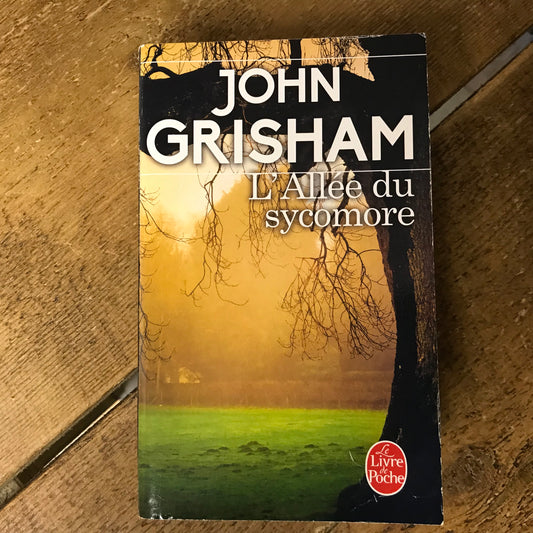 JOHN
GRISHAM
L'Allée du
sycomore
Le
Livre
de
Poche